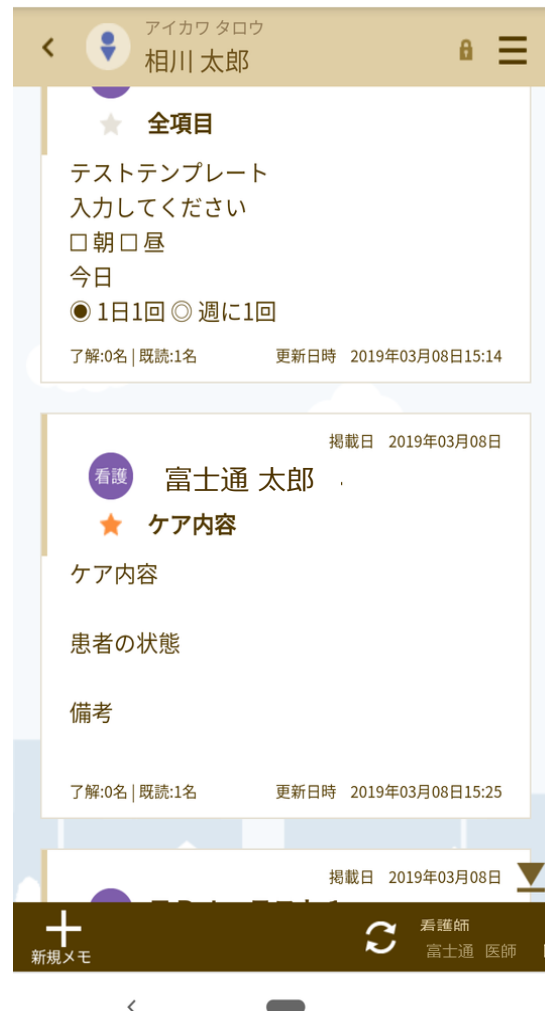 アイカワ タロウ
相川 太郎
全項目
テストテンプレート
入力してください
☐ 朝 ☐ 昼
今日
◉ 1日1回 ◎ 週に1回
了解:0名 | 既読:1名 更新日時 2019年03月08日15:14
掲載日 2019年03月08日
看護 富士通 太郎
ケア内容
ケア内容
患者の状態
備考
了解:0名 | 既読:1名 更新日時 2019年03月08日15:25
掲載日 2019年03月08日
新規メモ
看護師
富士通 医師